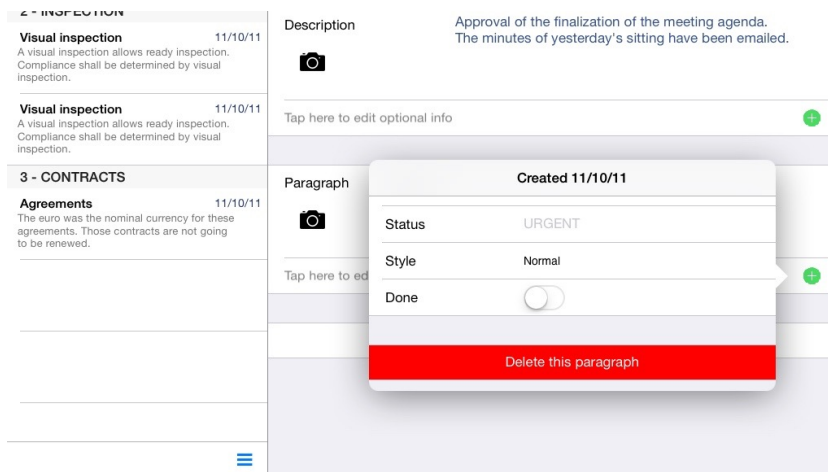 2 - INSPECTION
Visual inspection 11/10/11
A visual inspection allows ready inspection.
Compliance shall be determined by visual
inspection.
Visual inspection 11/10/11
A visual inspection allows ready inspection.
Compliance shall be determined by visual
inspection.
3 - CONTRACTS
Agreements 11/10/11
The euro was the nominal currency for these
agreements. Those contracts are not going
to be renewed.
Description
Approval of the finalization of the meeting agenda.
The minutes of yesterday's sitting have been emailed.
Tap here to edit optional info
Paragraph
Tap here to ed
Created 11/10/11
Status URGENT
Style Normal
Done
Delete this paragraph